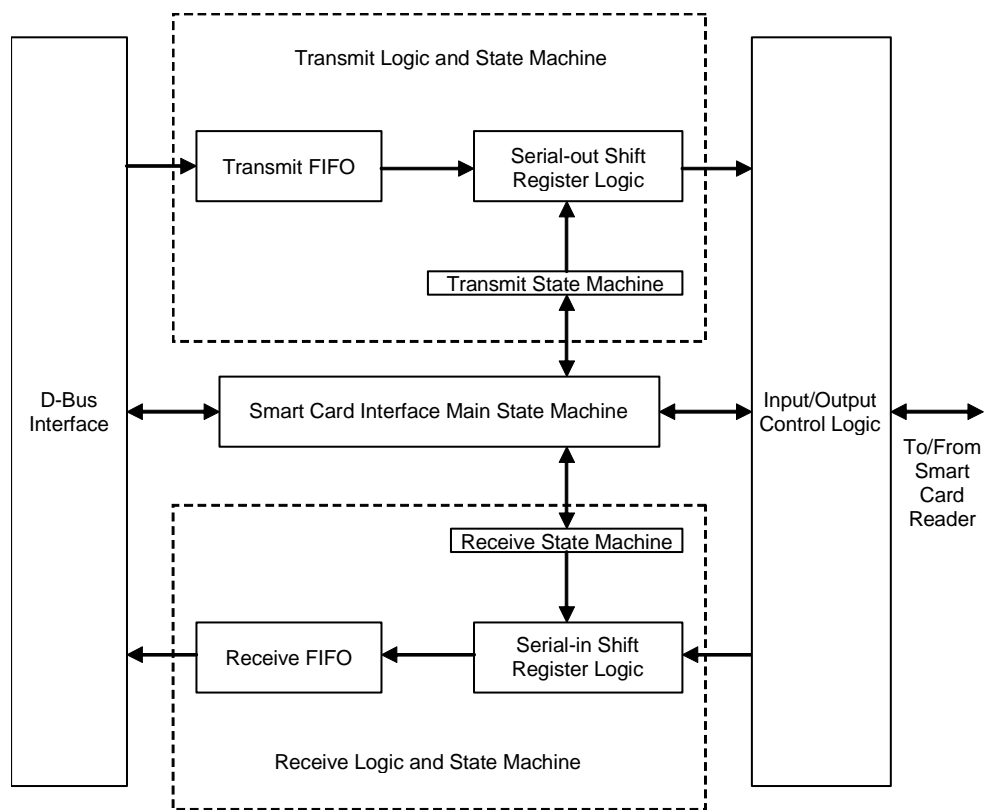 Transmit Logic and State Machine
Transmit FIFO
Serial-out Shift
Register Logic
Transmit State Machine
D-Bus
Interface
Smart Card Interface Main State Machine
Input/Output
Control Logic
To/From
Smart
Card
Reader
Receive State Machine
Receive FIFO
Serial-in Shift
Register Logic
Receive Logic and State Machine